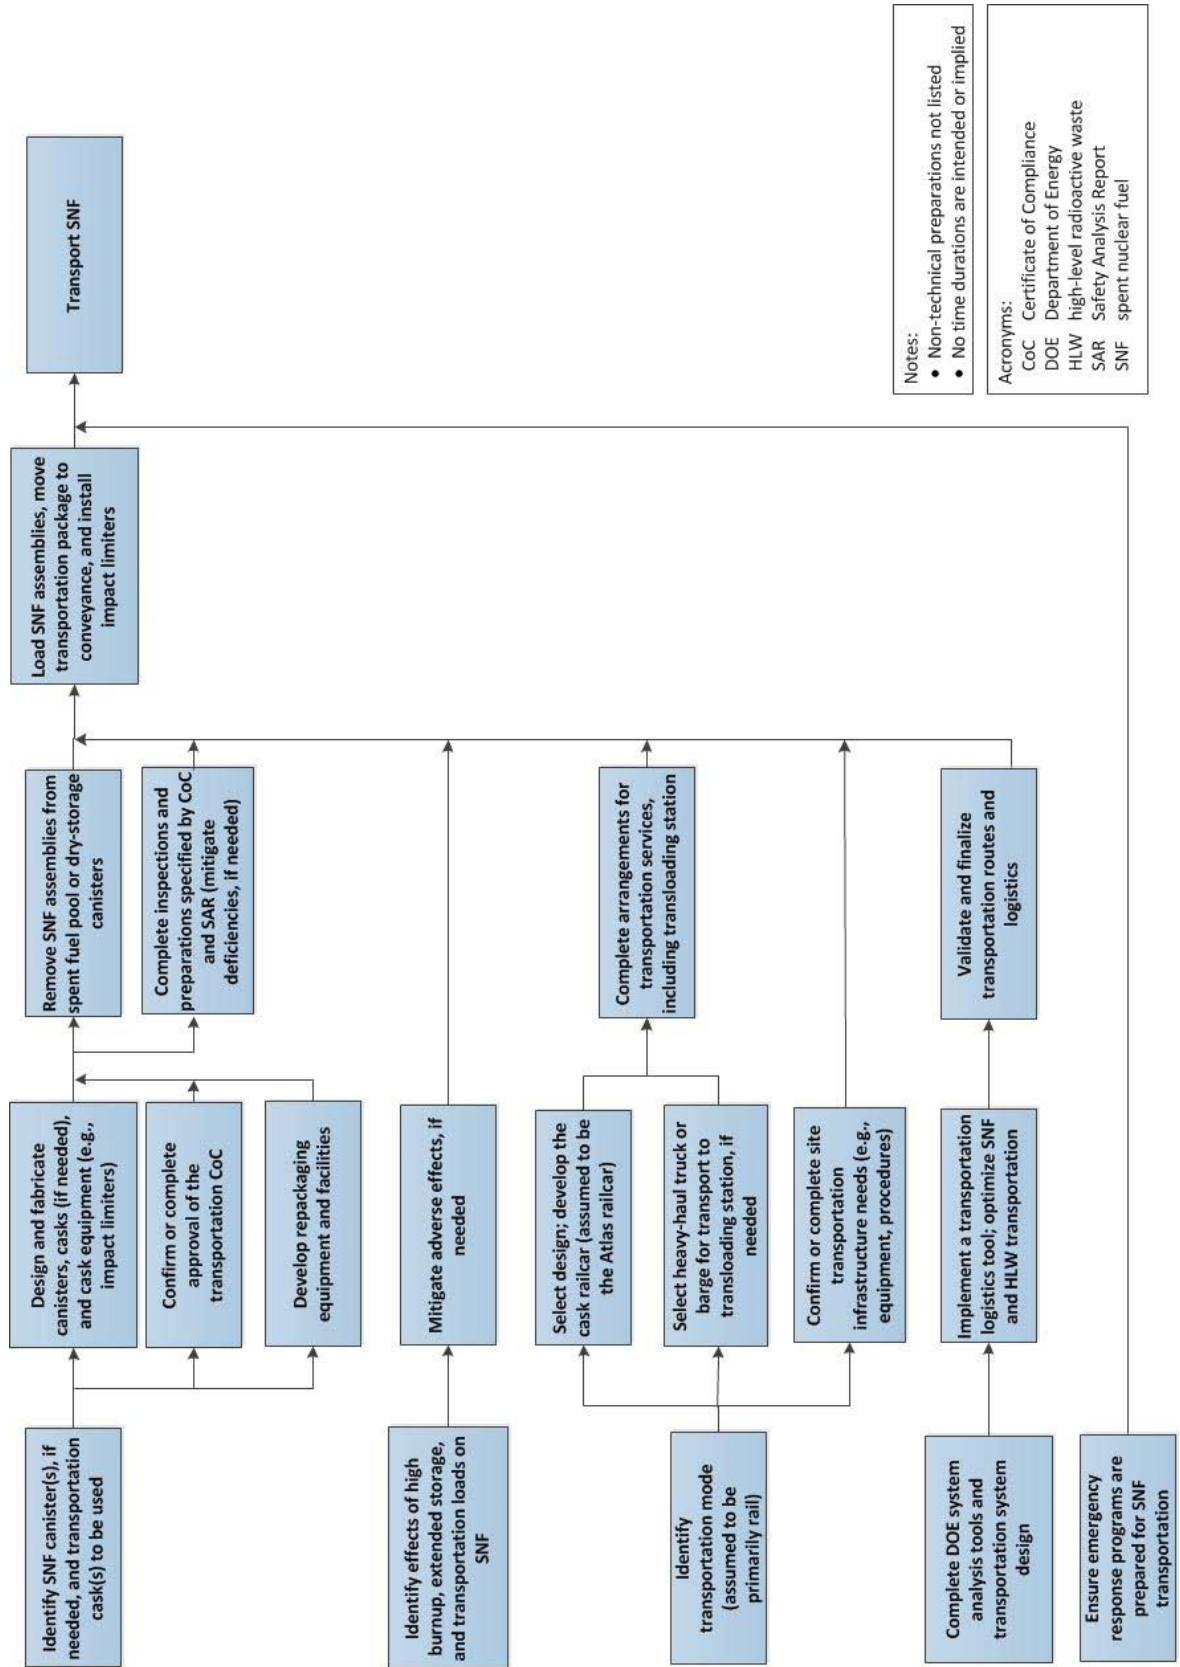 Identify SNF canister(s), if
needed, and transportation
cask(s) to be used
Design and fabricate
canisters, casks (if needed),
and cask equipment (e.g.,
impact limiters)
Confirm or complete
approval of the
transportation CoC
Develop repackaging
equipment and facilities
Remove SNF assemblies from
spent fuel pool or dry-storage
canisters
Complete inspections and
preparations specified by CoC
and SAR (mitigate
deficiencies, if needed)
Load SNF assemblies, move
transportation package to
conveyance, and install
impact limiters
Transport SNF
Identify effects of high
burnup, extended storage,
and transportation loads on
SNF
Mitigate adverse effects, if
needed
Identify
transportation mode
(assumed to be
primarily rail)
Select design; develop the
cask railcar (assumed to be
the Atlas railcar)
Select heavy-haul truck or
barge for transport to
transloading station, if
needed
Confirm or complete site
transportation
infrastructure needs (e.g.,
equipment, procedures)
Complete arrangements for
transportation services,
including transloading station
Complete DOE system
analysis tools and
transportation system
design
Implement a transportation
logistics tool; optimize SNF
and HLW transportation
Validate and finalize
transportation routes and
logistics
Ensure emergency
response programs are
prepared for SNF
transportation
Notes:
• Non-technical preparations not listed
• No time durations are intended or implied
Acronyms:
CoC Certificate of Compliance
DOE Department of Energy
HLW high-level radioactive waste
SAR Safety Analysis Report
SNF spent nuclear fuel